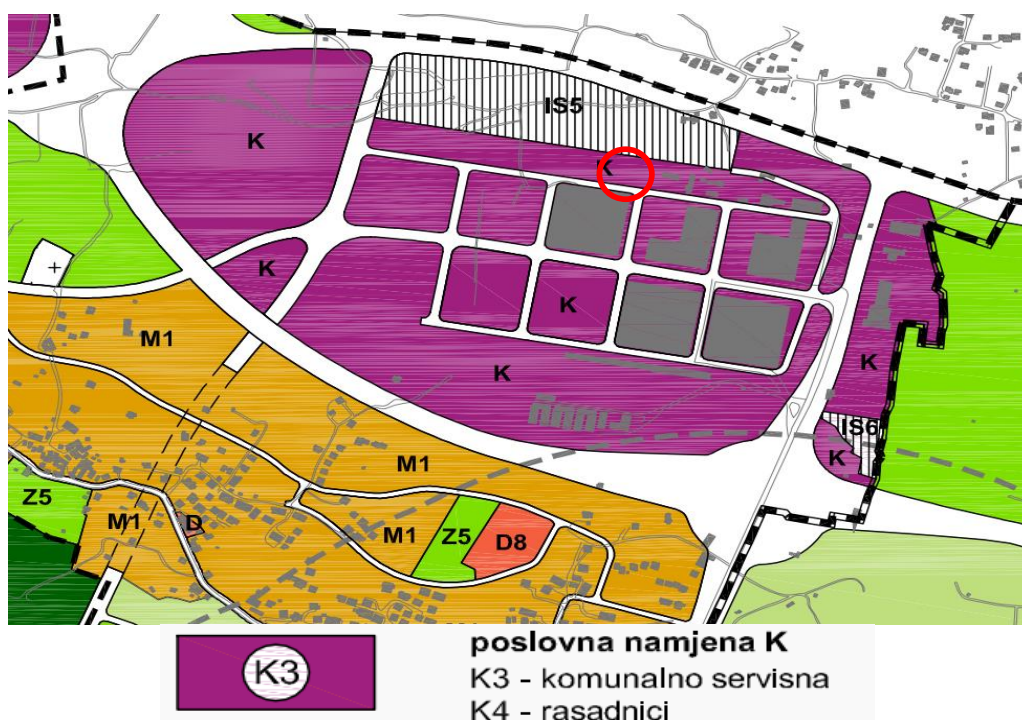 IS5
K
K
K
K
M1
K
K
IS6
K
M1
Z5
M1
D
M1
Z5
D8
K3
poslovna namjena K
K3 - komunalno servisna
K4 - rasadnici